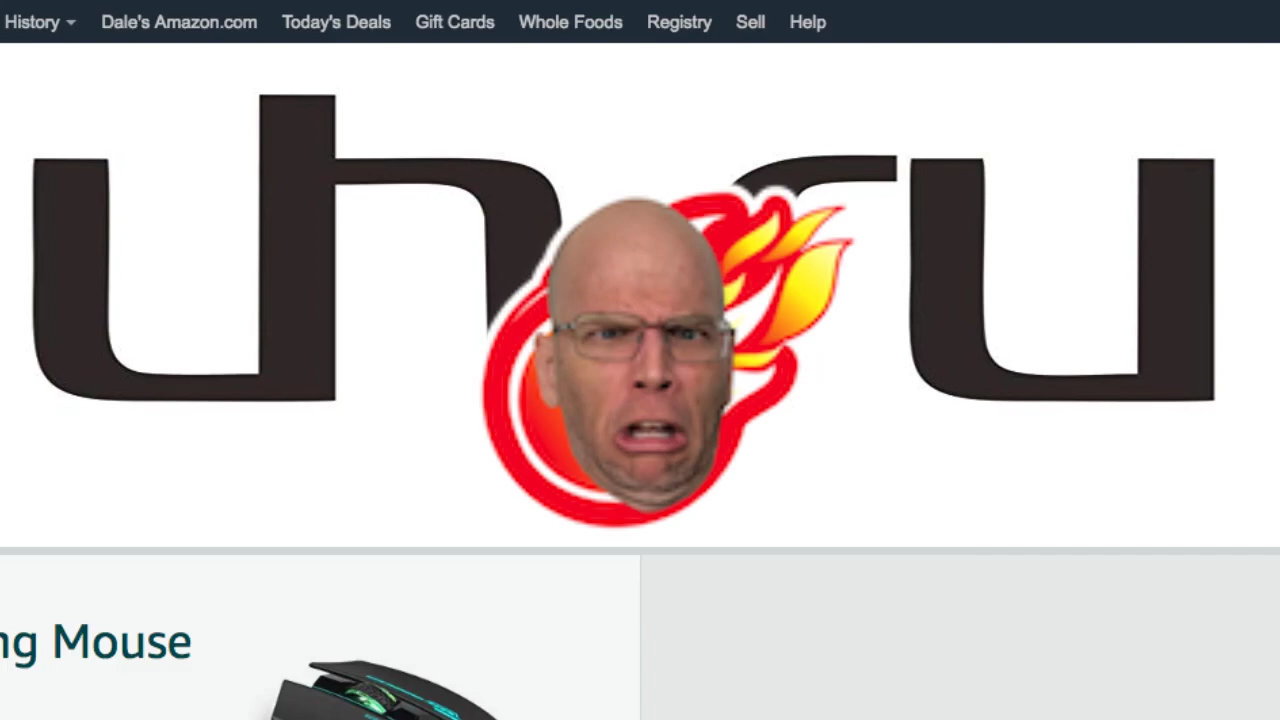 History Dale's Amazon.com Today's Deals Gift Cards Whole Foods Registry Sell Help
uhuru
ng Mouse